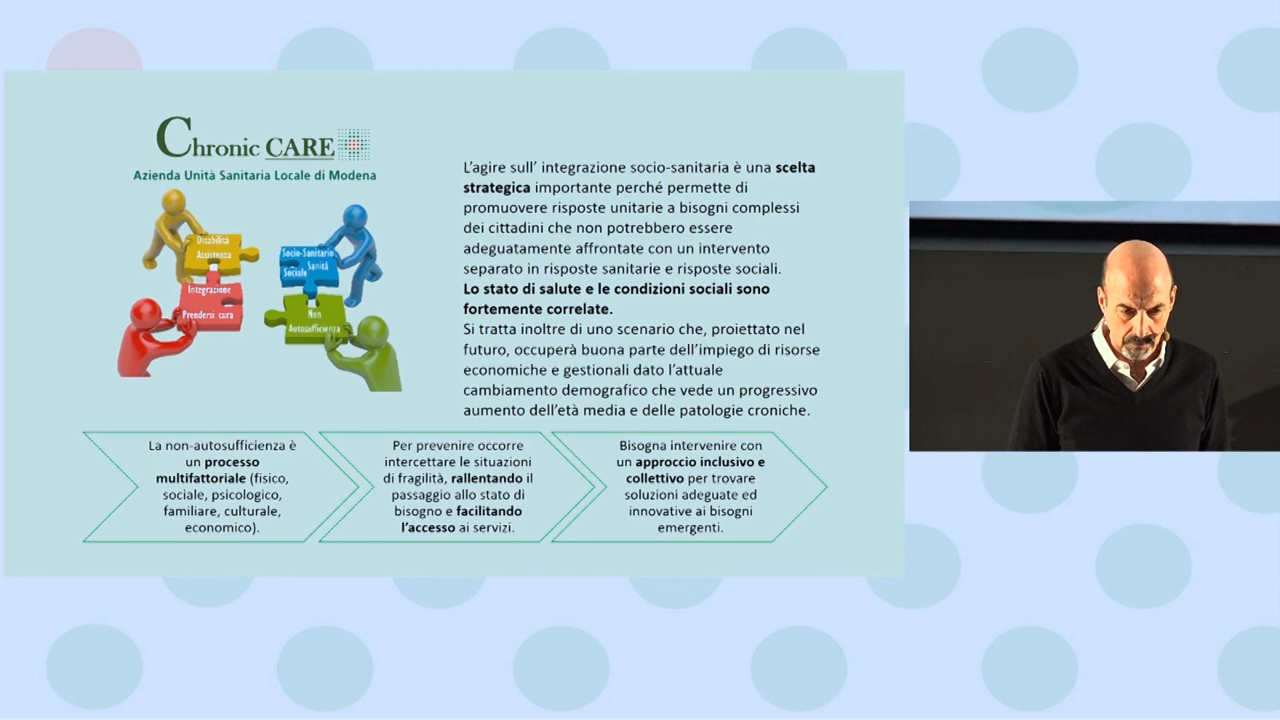 Chronic CARE
Azienda Unità Sanitaria Locale di Modena
Disabilità
Assistenza
Socio-Sanitario
Sanità
Sociale
Integrazione
Prendersi cura
Non
Autosufficienza
L'agire sull' integrazione socio-sanitaria è una scelta
strategica importante perché permette di
promuovere risposte unitarie a bisogni complessi
dei cittadini che non potrebbero essere
adeguatamente affrontate con un intervento
separato in risposte sanitarie e risposte sociali.
Lo stato di salute e le condizioni sociali sono
fortemente correlate.
Si tratta inoltre di uno scenario che, proiettato nel
futuro, occuperà buona parte dell'impiego di risorse
economiche e gestionali dato l'attuale
cambiamento demografico che vede un progressivo
aumento dell'età media e delle patologie croniche.
La non-autosufficienza è
un processo
multifattoriale (fisico,
sociale, psicologico,
familiare, culturale,
economico).
Per prevenire occorre
intercettare le situazioni
di fragilità, rallentando il
passaggio allo stato di
bisogno e facilitando
l'accesso ai servizi.
Bisogna intervenire con
un approccio inclusivo e
collettivo per trovare
soluzioni adeguate ed
innovative ai bisogni
emergenti.